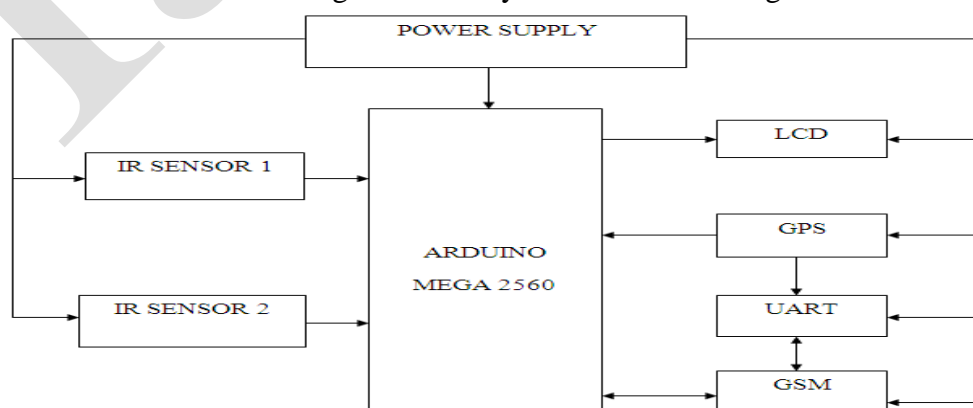 POWER SUPPLY
LCD
IR SENSOR 1
GPS
ARDUINO
MEGA 2560
IR SENSOR 2
UART
GSM